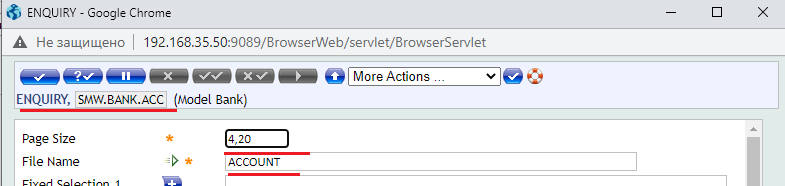 ENQUIRY - Google Chrome
Не защищено 192.168.35.50:9089/BrowserWeb/servlet/BrowserServlet
More Actions ...
ENQUIRY, SMW.BANK.ACC (Model Bank)
Page Size * 4,20
File Name * ACCOUNT
Fixed Selection 1